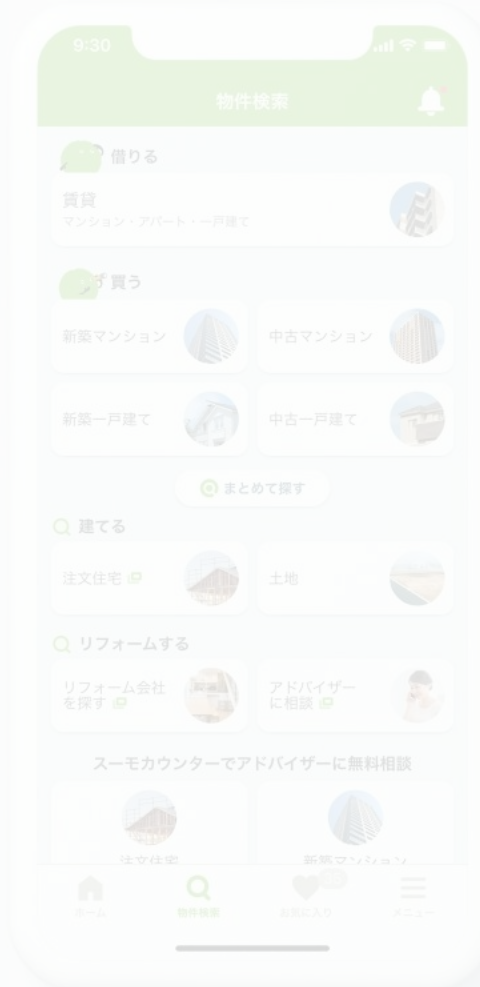 9:30
物件検索
借りる
賃貸
マンション・アパート・一戸建て
買う
新築マンション
中古マンション
新築一戸建て
中古一戸建て
まとめて探す
建てる
注文住宅
土地
リフォームする
リフォーム会社
を探す
アドバイザー
に相談
スーモカウンターでアドバイザーに無料相談
注文住宅
新築マンション
ホーム
物件検索
お気に入り
メニュー